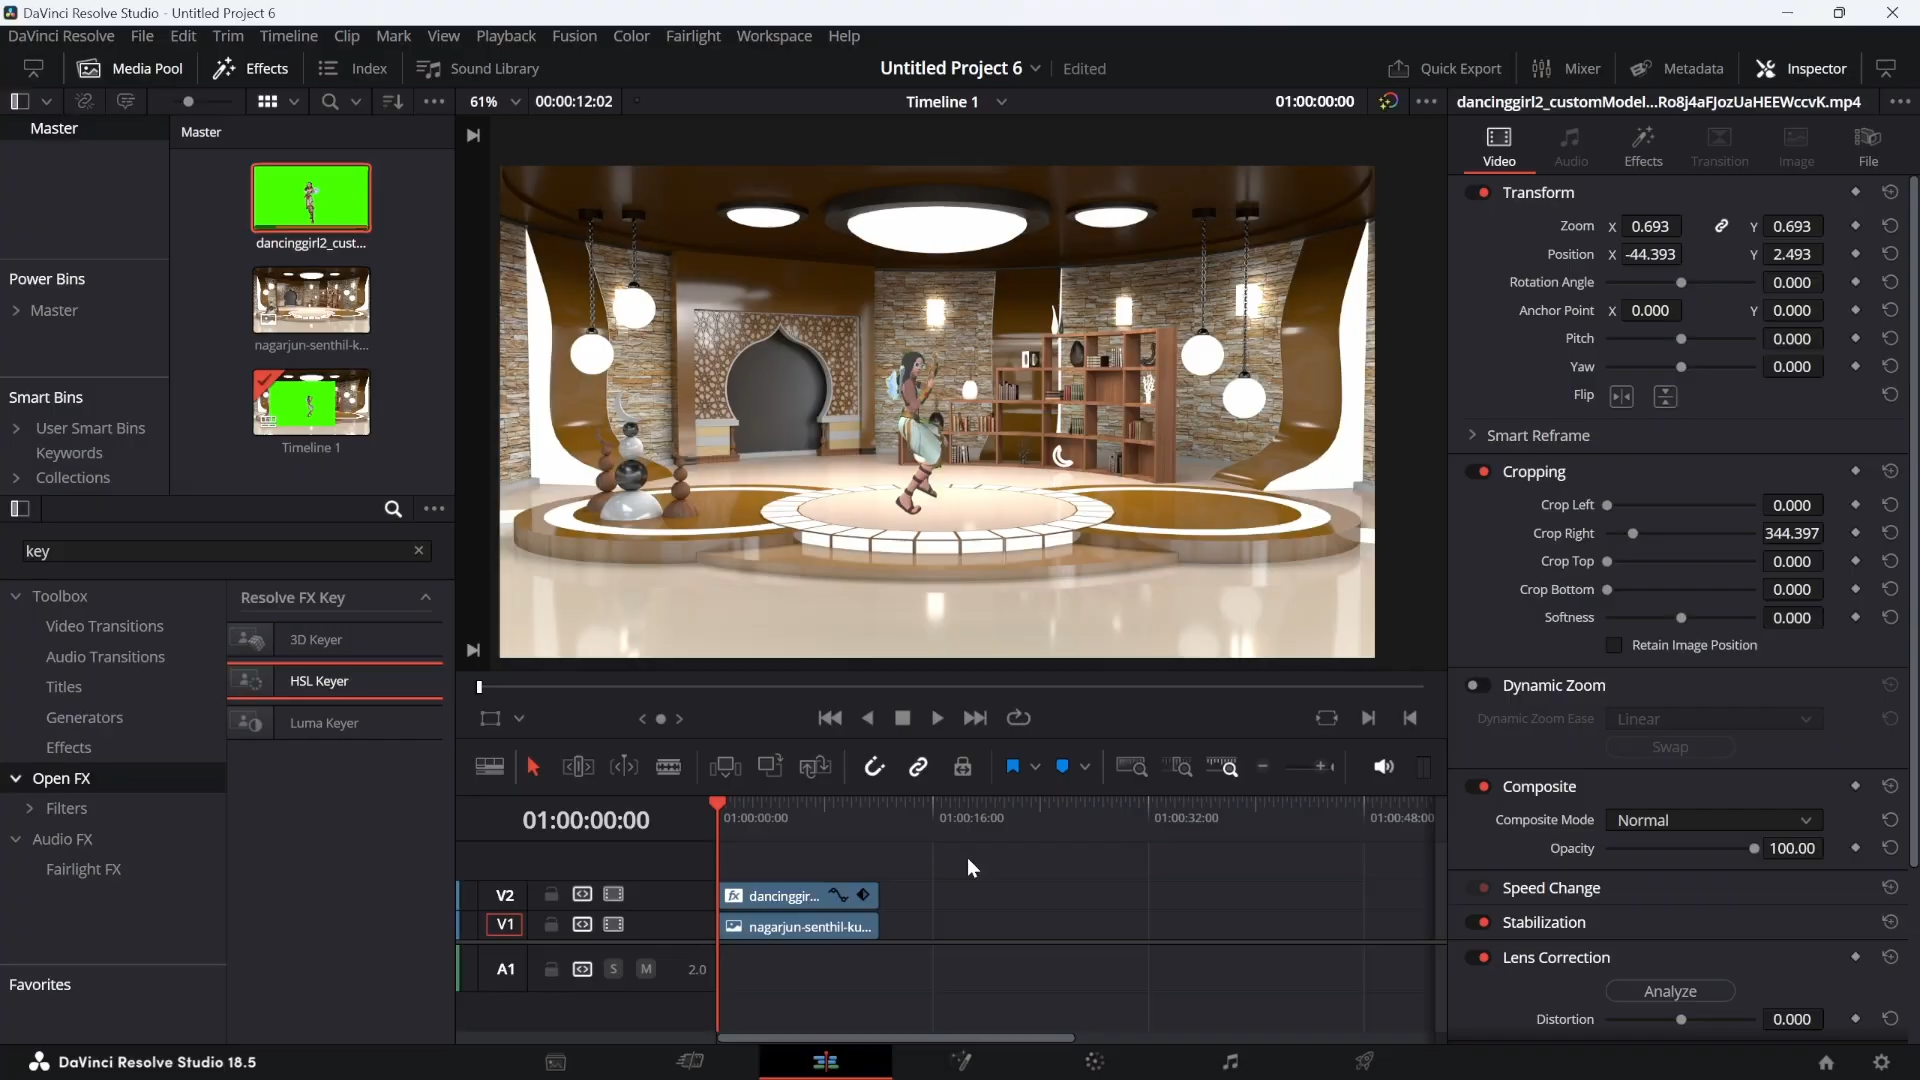 DaVinci Resolve Studio - Untitled Project 6
DaVinci Resolve File Edit Trim Timeline Clip Mark View Playback Fusion Color Fairlight Workspace Help
Media Pool Effects Index Sound Library Untitled Project 6 Edited Quick Export Mixer Metadata Inspector
61% 00:00:12:02 Timeline 1 01:00:00:00 dancinggirl2_customModel...Ro8j4aFJozUaHEEWccvK.mp4
Master
Master
Video Audio Effects Transition Image File
dancinggirl2_cust...
nagarjun-senthil-k...
Timeline 1
Power Bins
Master
Smart Bins
User Smart Bins
Keywords
Collections
key
Toolbox
Video Transitions
Audio Transitions
Titles
Generators
Effects
Open FX
Filters
Audio FX
Fairlight FX
Favorites
Resolve FX Key
3D Keyer
HSL Keyer
Luma Keyer
01:00:00:00
01:00:00:00 01:00:16:00 01:00:32:00 01:00:48:00
V2 fx dancinggir...
V1 nagarjun-senthil-ku...
A1 S M 2.0
Transform
Zoom X 0.693 Y 0.693
Position X -44.393 Y 2.493
Rotation Angle 0.000
Anchor Point X 0.000 Y 0.000
Pitch 0.000
Yaw 0.000
Flip
Smart Reframe
Cropping
Crop Left 0.000
Crop Right 344.397
Crop Top 0.000
Crop Bottom 0.000
Softness 0.000
Retain Image Position
Dynamic Zoom
Dynamic Zoom Ease Linear
Swap
Composite
Composite Mode Normal
Opacity 100.00
Speed Change
Stabilization
Lens Correction
Analyze
Distortion 0.000
DaVinci Resolve Studio 18.5